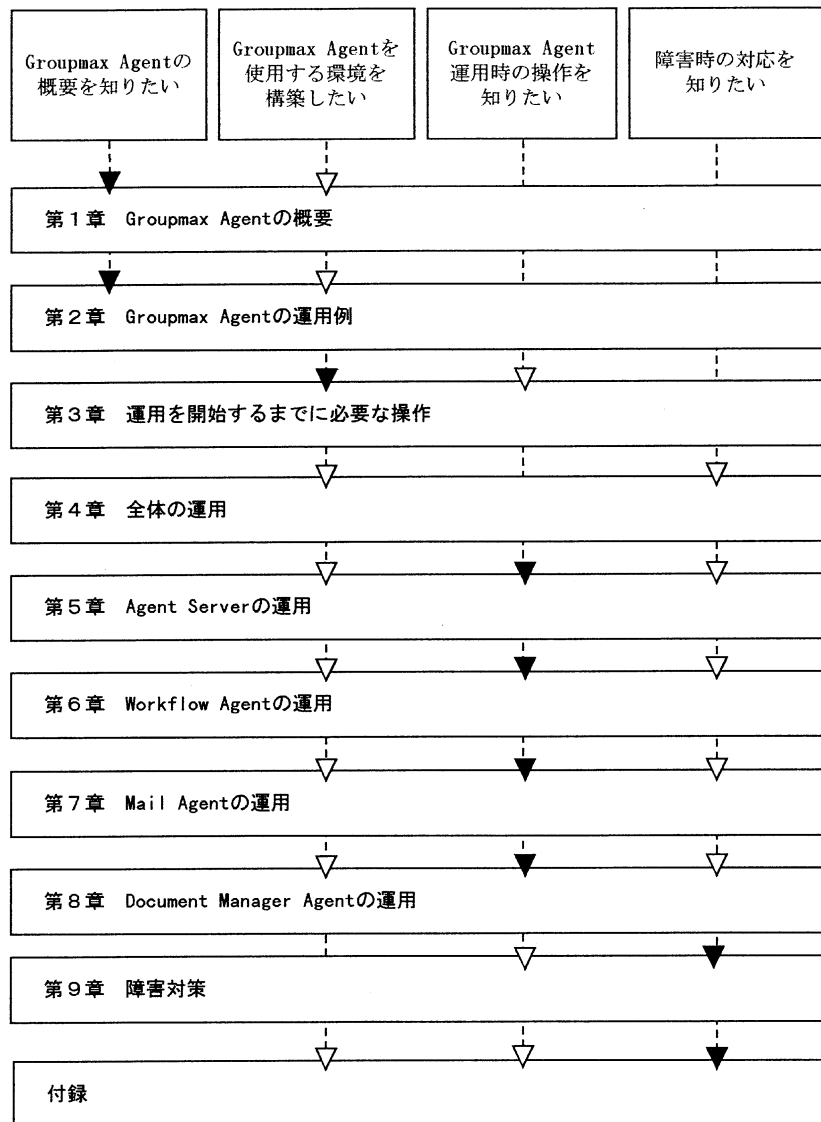 Groupmax Agentの
概要を知りたい
Groupmax Agentを
使用する環境を
構築したい
Groupmax Agent
運用時の操作を
知りたい
障害時の対応を
知りたい
第1章 Groupmax Agentの概要
第2章 Groupmax Agentの運用例
第3章 運用を開始するまでに必要な操作
第4章 全体の運用
第5章 Agent Serverの運用
第6章 Workflow Agentの運用
第7章 Mail Agentの運用
第8章 Document Manager Agentの運用
第9章 障害対策
付録